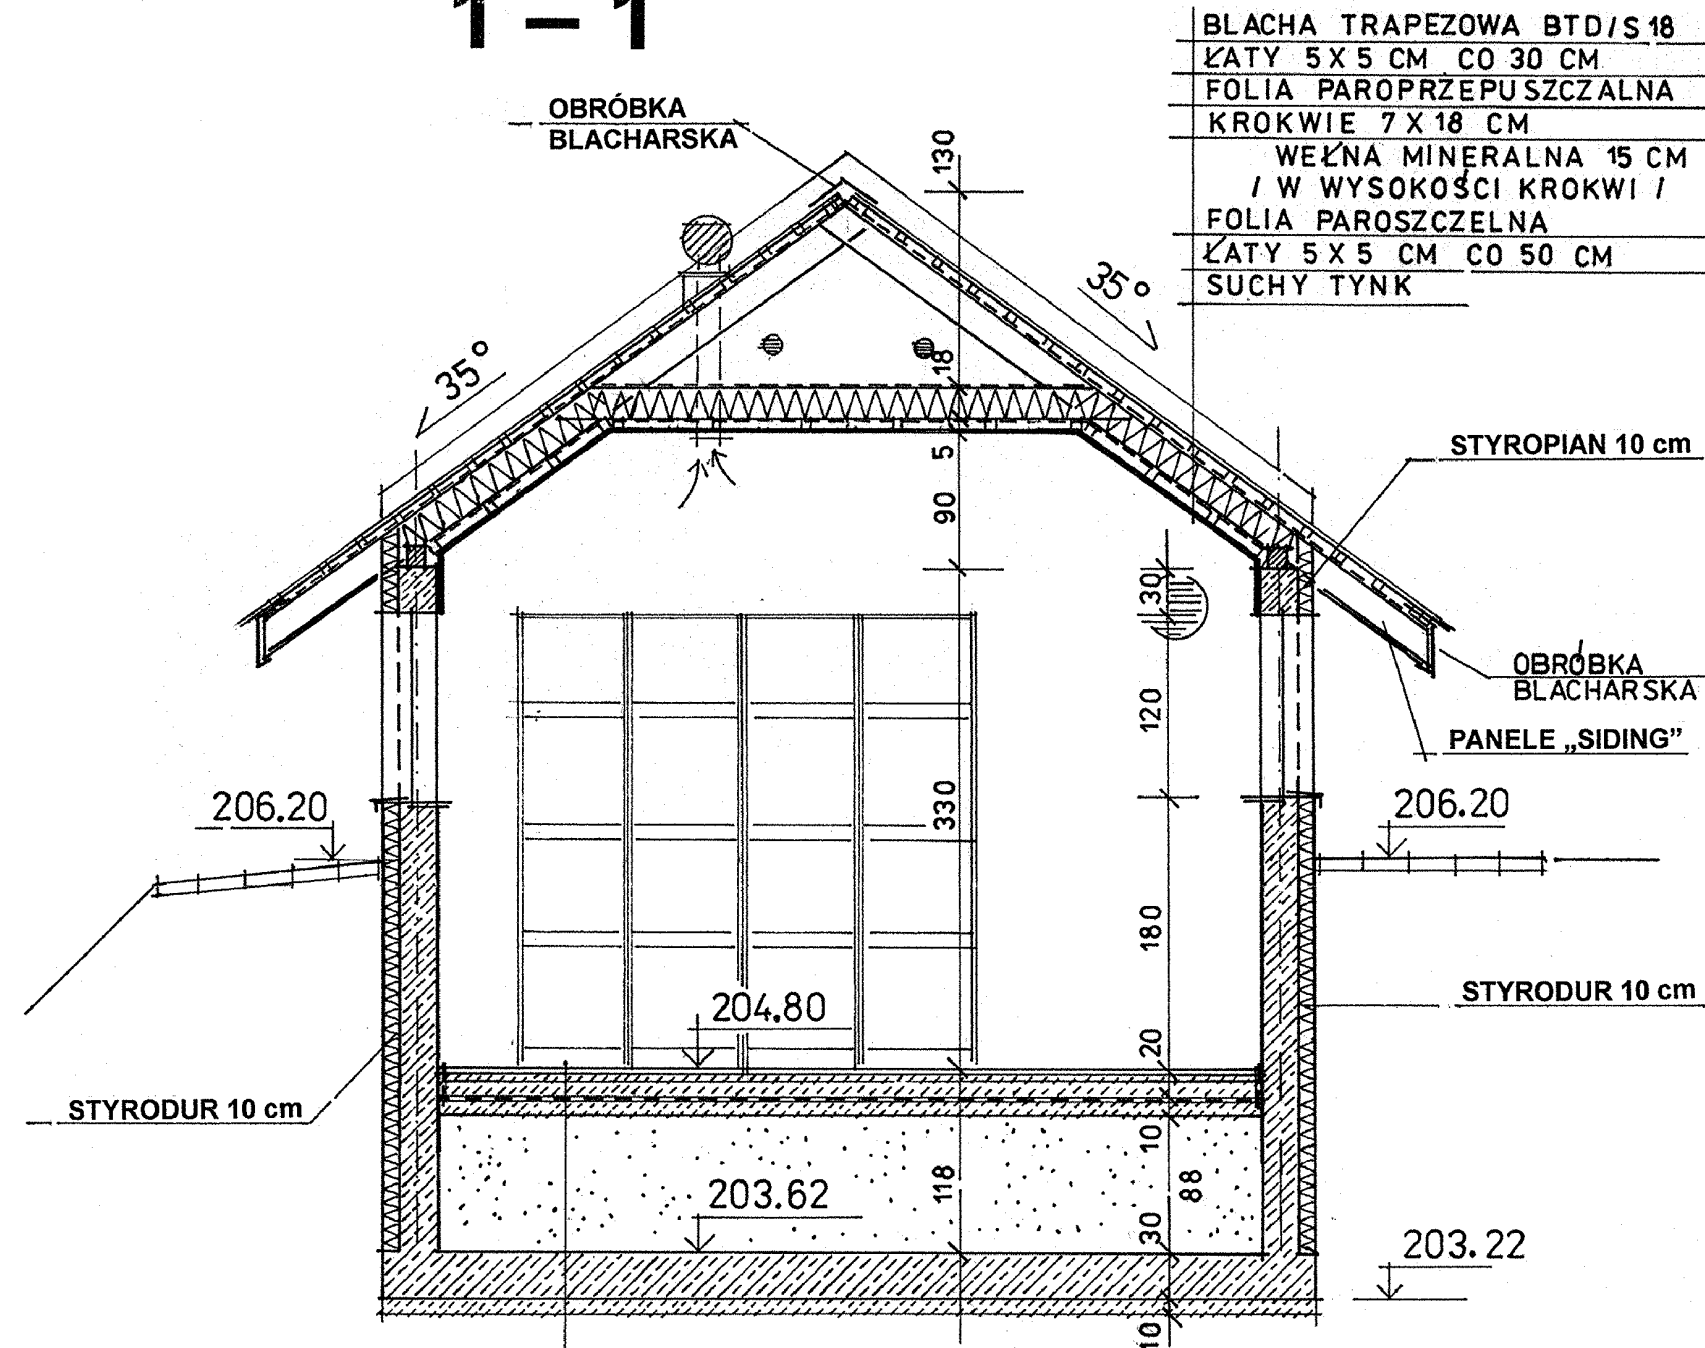 1 – 1
BLACHA TRAPEZOWA BTD/S 18
ŁATY 5 X 5 CM CO 30 CM
FOLIA PAROPRZEPUSZCZALNA
KROKWIE 7 X 18 CM
WEŁNA MINERALNA 15 CM
/ W WYSOKOŚCI KROKWI /
FOLIA PAROSZCZELNA
ŁATY 5 X 5 CM CO 50 CM
SUCHY TYNK
OBRÓBKA
BLACHARSKA
130
35°
35°
18
5
90
STYROPIAN 10 cm
30
OBRÓBKA
BLACHARSKA
120
PANELE „SIDING”
206.20
330
206.20
180
204.80
STYRODUR 10 cm
20
STYRODUR 10 cm
10
118
88
203.62
30
203.22
10